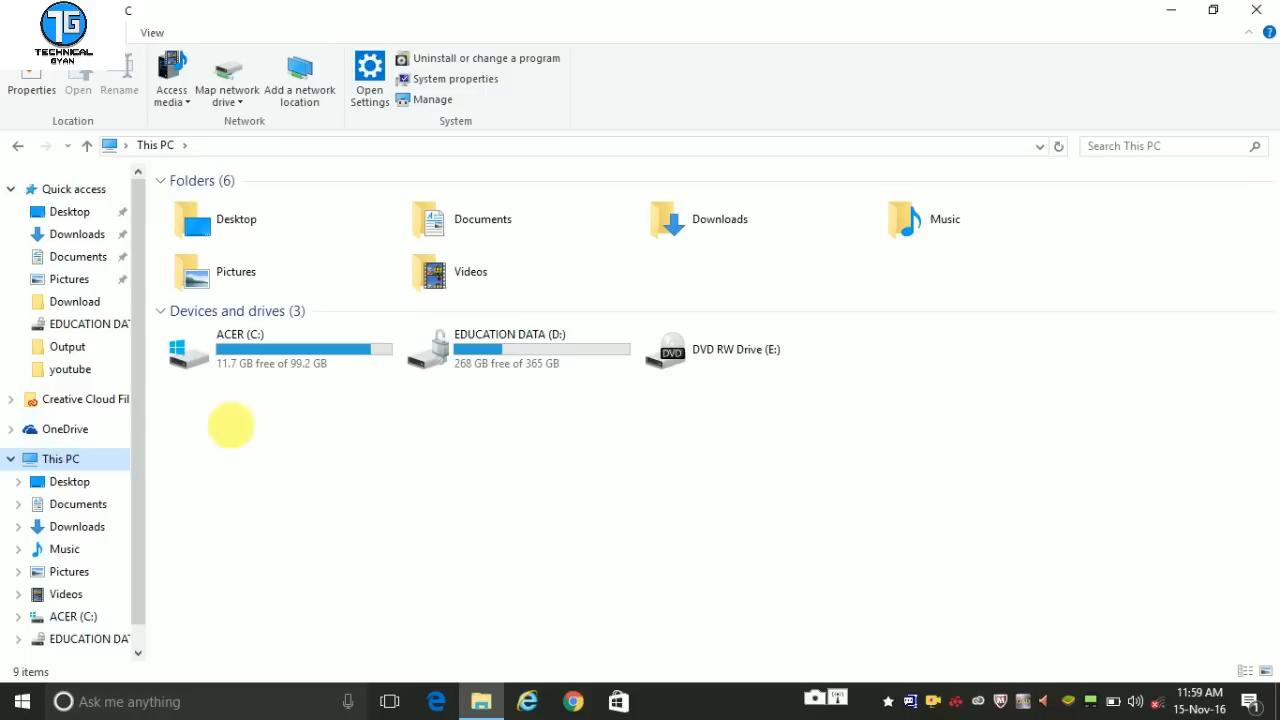 TG
TECHNICAL
GYAN
C
View
Properties
Open
Rename
Access
media
Map network
drive
Add a network
location
Open
Settings
Uninstall or change a program
System properties
Manage
Location
Network
System
This PC
Search This PC
Quick access
Desktop
Downloads
Documents
Pictures
Download
EDUCATION DAT
Output
youtube
Creative Cloud Fil
OneDrive
This PC
Desktop
Documents
Downloads
Music
Pictures
Videos
ACER (C:)
EDUCATION DAT
Folders (6)
Desktop
Documents
Downloads
Music
Pictures
Videos
Devices and drives (3)
ACER (C:)
11.7 GB free of 99.2 GB
EDUCATION DATA (D:)
268 GB free of 365 GB
DVD
DVD RW Drive (E:)
9 items
Ask me anything
11:59 AM
15-Nov-16
1